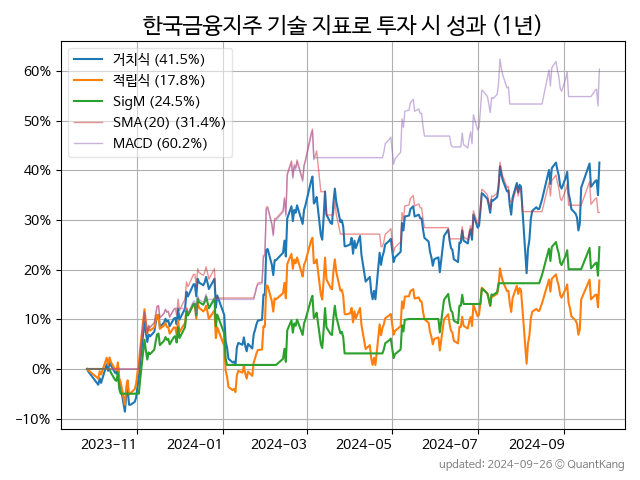 한국금융지주 기술 지표로 투자 시 성과 (1년)
거치식 (41.5%)
적립식 (17.8%)
SigM (24.5%)
SMA(20) (31.4%)
MACD (60.2%)
60%
50%
40%
30%
20%
10%
0%
−10%
2023-11 2024-01 2024-03 2024-05 2024-07 2024-09
updated: 2024-09-26 © QuantKang